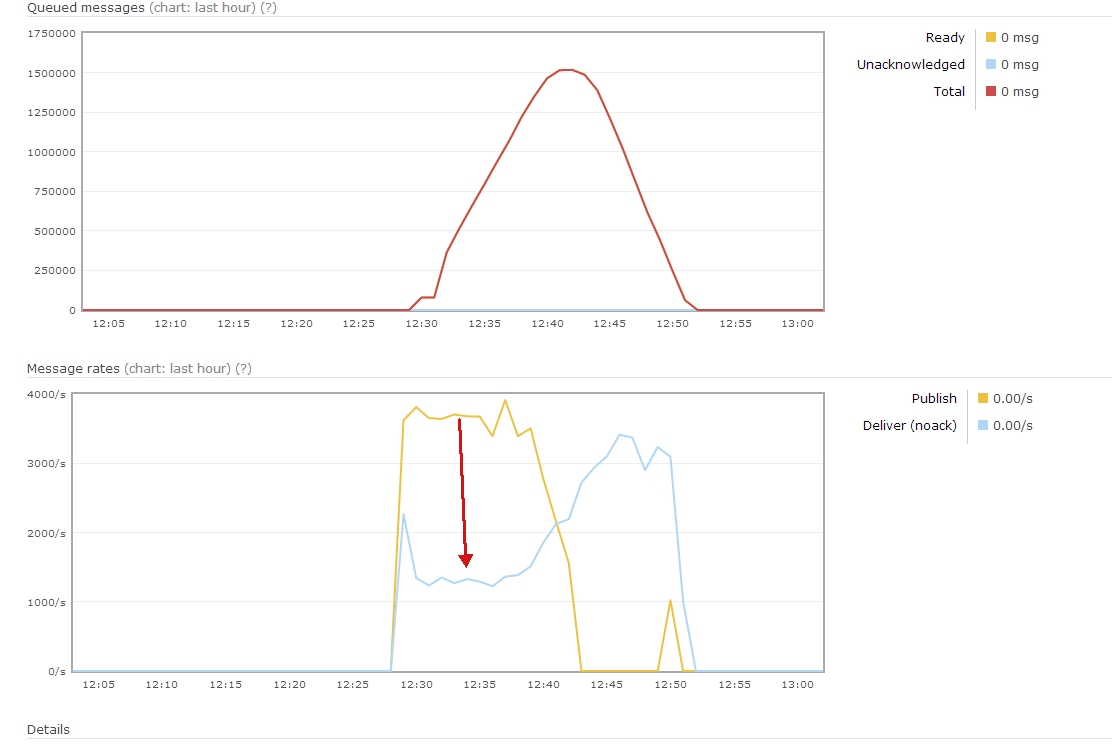 Queued messages (chart: last hour) (?)
1750000
1500000
1250000
1000000
750000
500000
250000
0
12:05 12:10 12:15 12:20 12:25 12:30 12:35 12:40 12:45 12:50 12:55 13:00
Ready 0 msg
Unacknowledged 0 msg
Total 0 msg
Message rates (chart: last hour) (?)
4000/s
3000/s
2000/s
1000/s
0/s
12:05 12:10 12:15 12:20 12:25 12:30 12:35 12:40 12:45 12:50 12:55 13:00
Publish 0.00/s
Deliver (noack) 0.00/s
Details